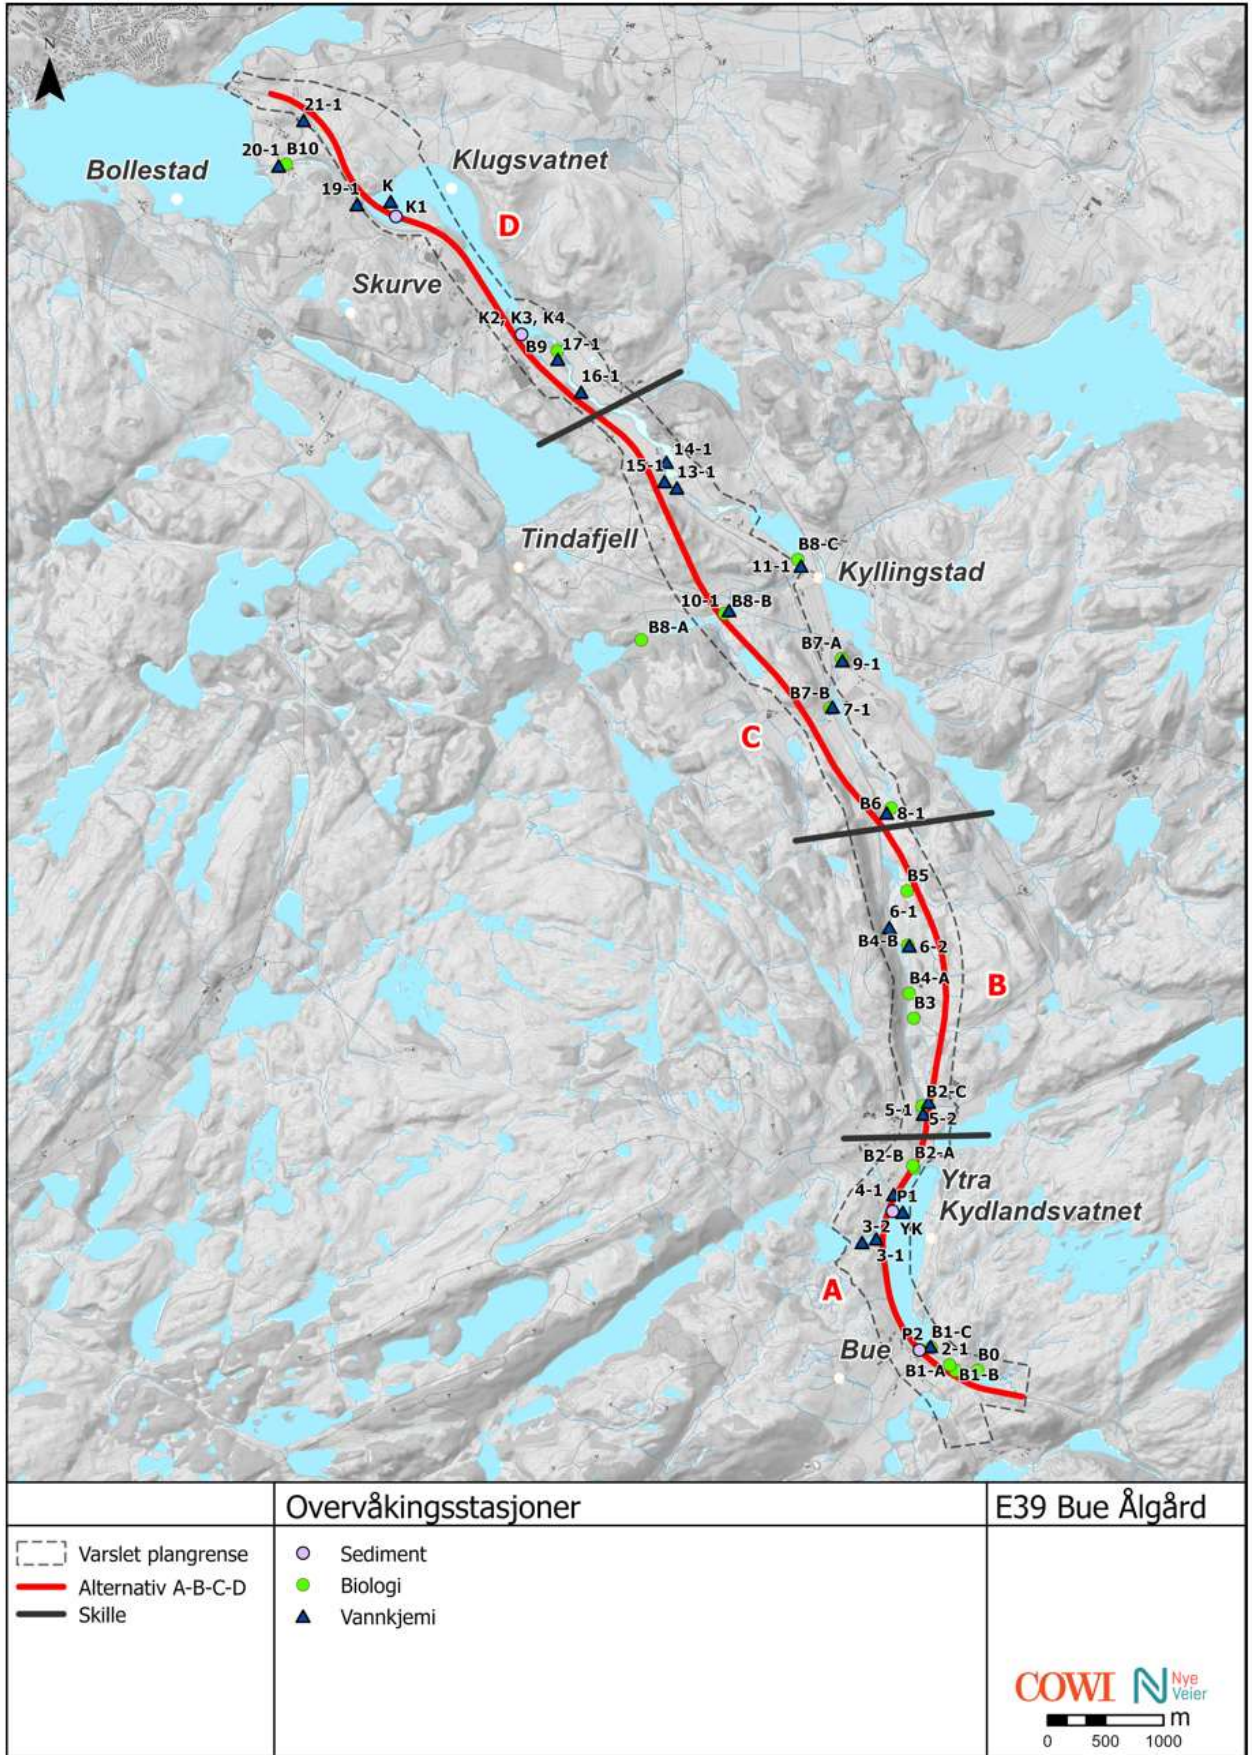 N
21-1
20-1 B10
Bollestad
Klugsvatnet
19-1
K
K1
D
Skurve
K2, K3, K4
B9
17-1
16-1
14-1
15-1
13-1
Tindafjell
B8-C
11-1
Kyllingstad
10-1
B8-B
B8-A
B7-A
9-1
B7-B
7-1
C
B6
8-1
B5
6-1
B4-B
6-2
B4-A
B
B3
B2-C
5-1
5-2
B2-B
B2-A
Ytra
Kydlandsvatnet
4-1
P1
YK
3-2
3-1
A
P2
B1-C
Bue
2-1
B0
B1-A
B1-B
Overvåkingsstasjoner
E39 Bue Ålgård
Varslet plangrense
Alternativ A-B-C-D
Skille
Sediment
Biologi
Vannkjemi
COWI
Nye
Veier
m
0 500 1000